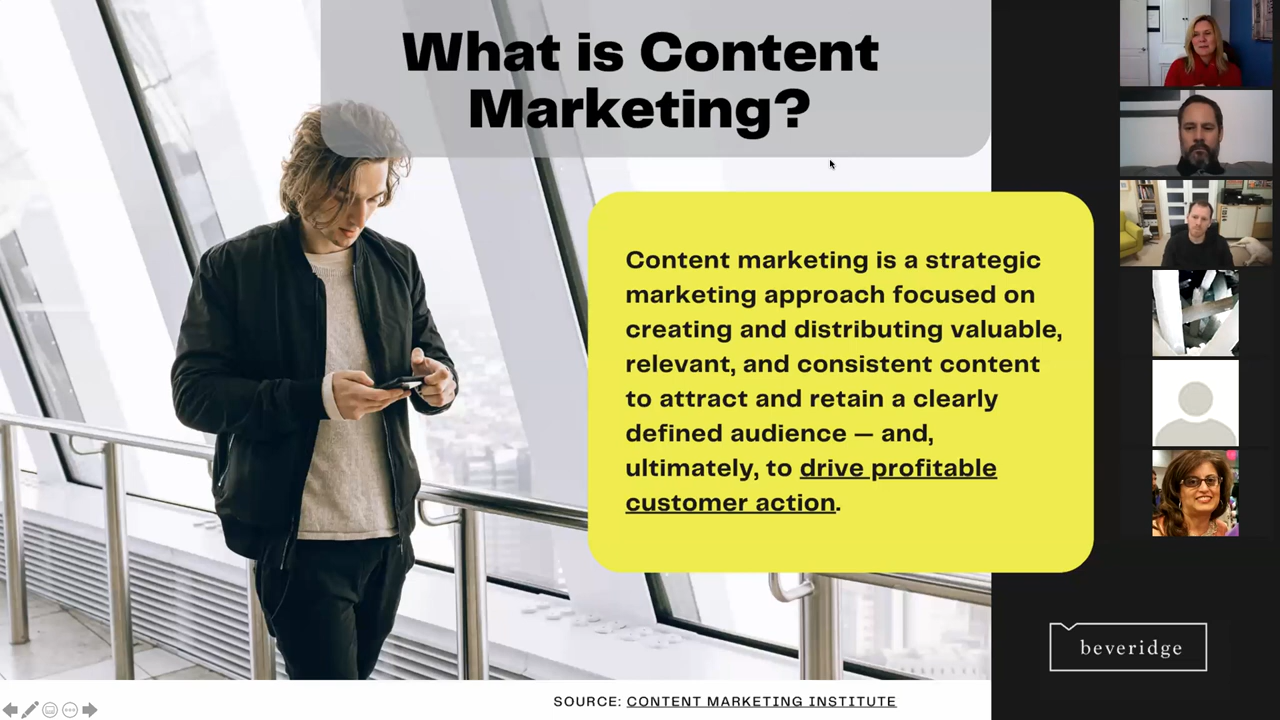 What is Content
Marketing?
Content marketing is a strategic
marketing approach focused on
creating and distributing valuable,
relevant, and consistent content
to attract and retain a clearly
defined audience — and,
ultimately, to drive profitable
customer action.
beveridge
SOURCE: CONTENT MARKETING INSTITUTE